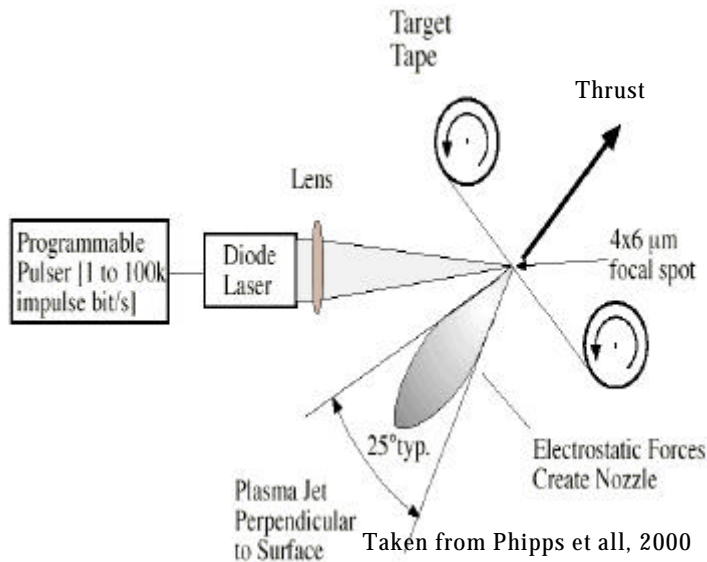 Target
Tape
Thrust
Lens
Programmable
Pulser [1 to 100k
impulse bit/s]
Diode
Laser
4x6 µm
focal spot
25°typ.
Electrostatic Forces
Create Nozzle
Plasma Jet
Perpendicular
to Surface
Taken from Phipps et all, 2000